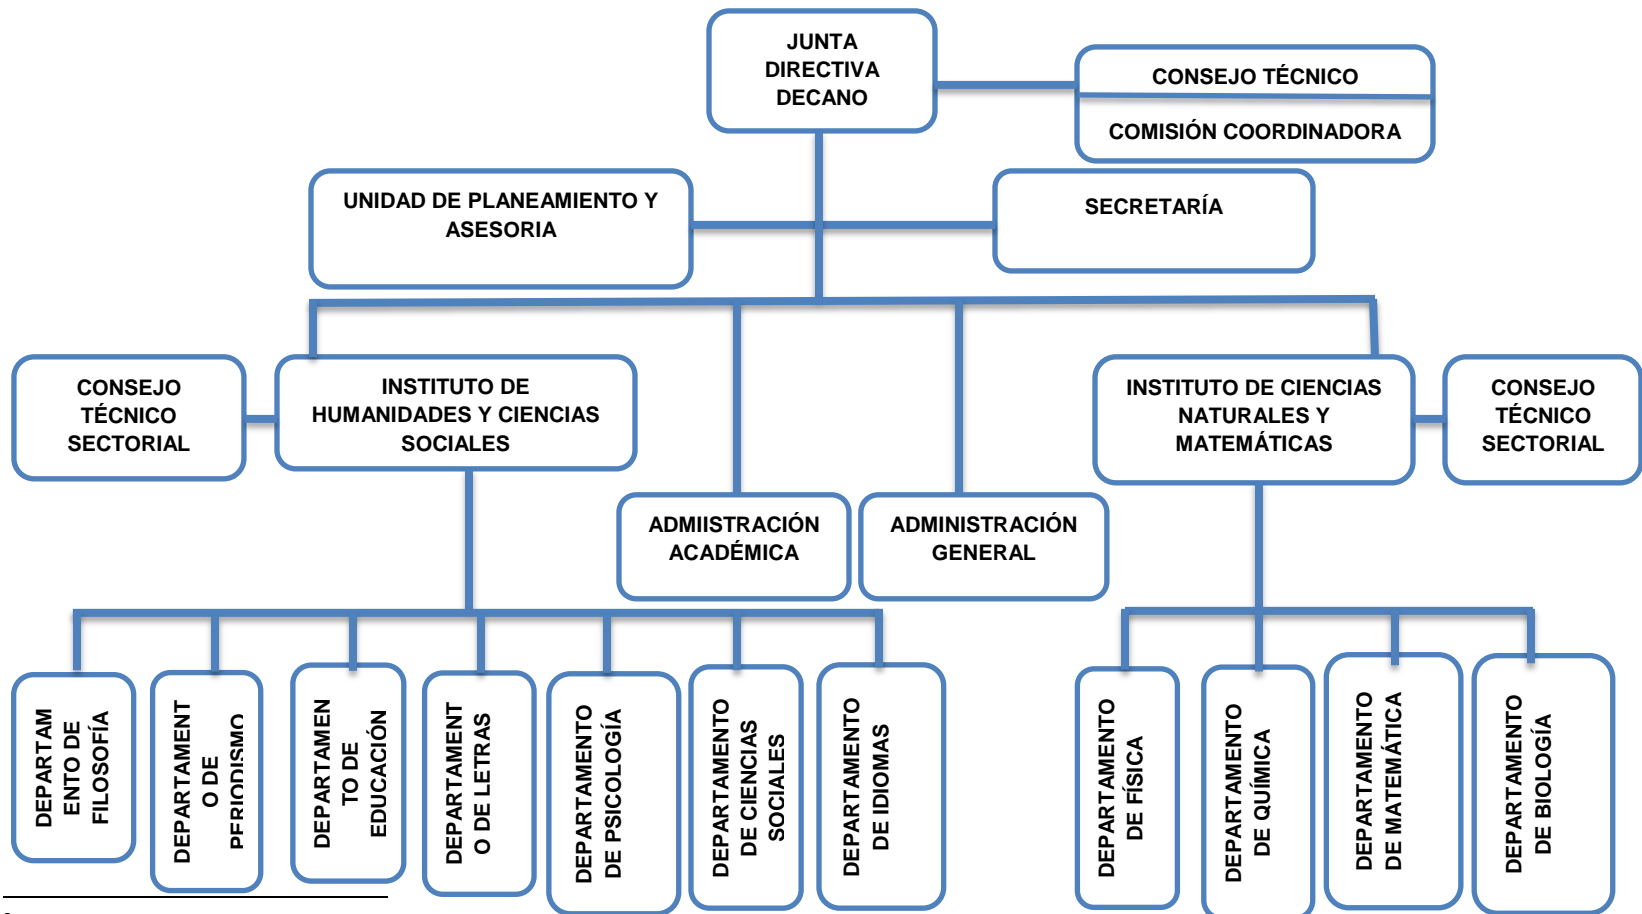 JUNTA
DIRECTIVA
DECANO
CONSEJO TÉCNICO
COMISIÓN COORDINADORA
UNIDAD DE PLANEAMIENTO Y
ASESORIA
SECRETARÍA
CONSEJO
TÉCNICO
SECTORIAL
INSTITUTO DE
HUMANIDADES Y CIENCIAS
SOCIALES
INSTITUTO DE CIENCIAS
NATURALES Y
MATEMÁTICAS
CONSEJO
TÉCNICO
SECTORIAL
ADMIISTRACIÓN
ACADÉMICA
ADMINISTRACIÓN
GENERAL
DEPARTAM
ENTO DE
FILOSOFÍA
DEPARTAMENT
O DE
PERIODISMO
DEPARTAMEN
TO DE
EDUCACIÓN
DEPARTAMENT
O DE LETRAS
DEPARTAMENTO
DE PSICOLOGÍA
DEPARTAMENTO
DE CIENCIAS
SOCIALES
DEPARTAMENTO
DE IDIOMAS
DEPARTAMENTO
DE FÍSICA
DEPARTAMENTO
DE QUÍMICA
DEPARTAMENTO
DE MATEMÁTICA
DEPARTAMENTO
DE BIOLOGÍA